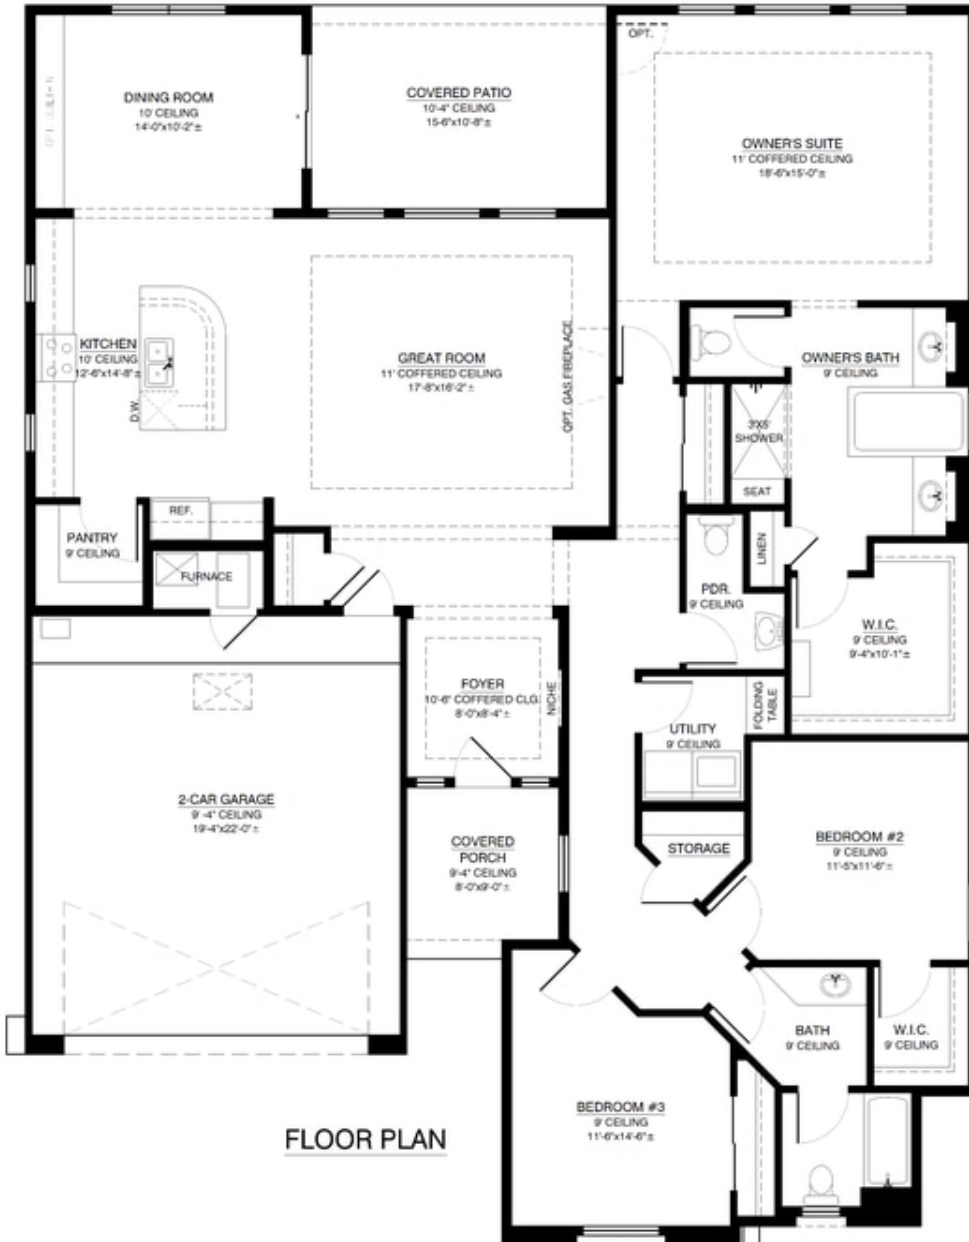 OPT.
DINING ROOM
10' CEILING
14'-0"x10'-2"±
COVERED PATIO
10'-4" CEILING
15-6"x10'-8"±
OWNER'S SUITE
11' COFFERED CEILING
18'-6"x15'-0"±
KITCHEN
10' CEILING
12'-6"x14'-8"±
D.W.
GREAT ROOM
11' COFFERED CEILING
17'-8"x16'-2"±
OPT. GAS FIREPLACE
OWNER'S BATH
9' CEILING
3'X5'
SHOWER
SEAT
REF.
PANTRY
9' CEILING
FURNACE
LINEN
PDR.
9' CEILING
W.I.C.
9' CEILING
9'-4"x10'-1"±
FOYER
10'-6" COFFERED CLG.
8'-0"x8'-4"±
NICHE
FOLDING
TABLE
UTILITY
9' CEILING
2-CAR GARAGE
9'-4" CEILING
19'-4"x22'-0"±
COVERED
PORCH
9'-4" CEILING
8'-0"x9'-0"±
STORAGE
BEDROOM #2
9' CEILING
11'-5"x11'-6"±
BATH
9' CEILING
W.I.C.
9' CEILING
BEDROOM #3
9' CEILING
11'-6"x14'-6"±
FLOOR PLAN